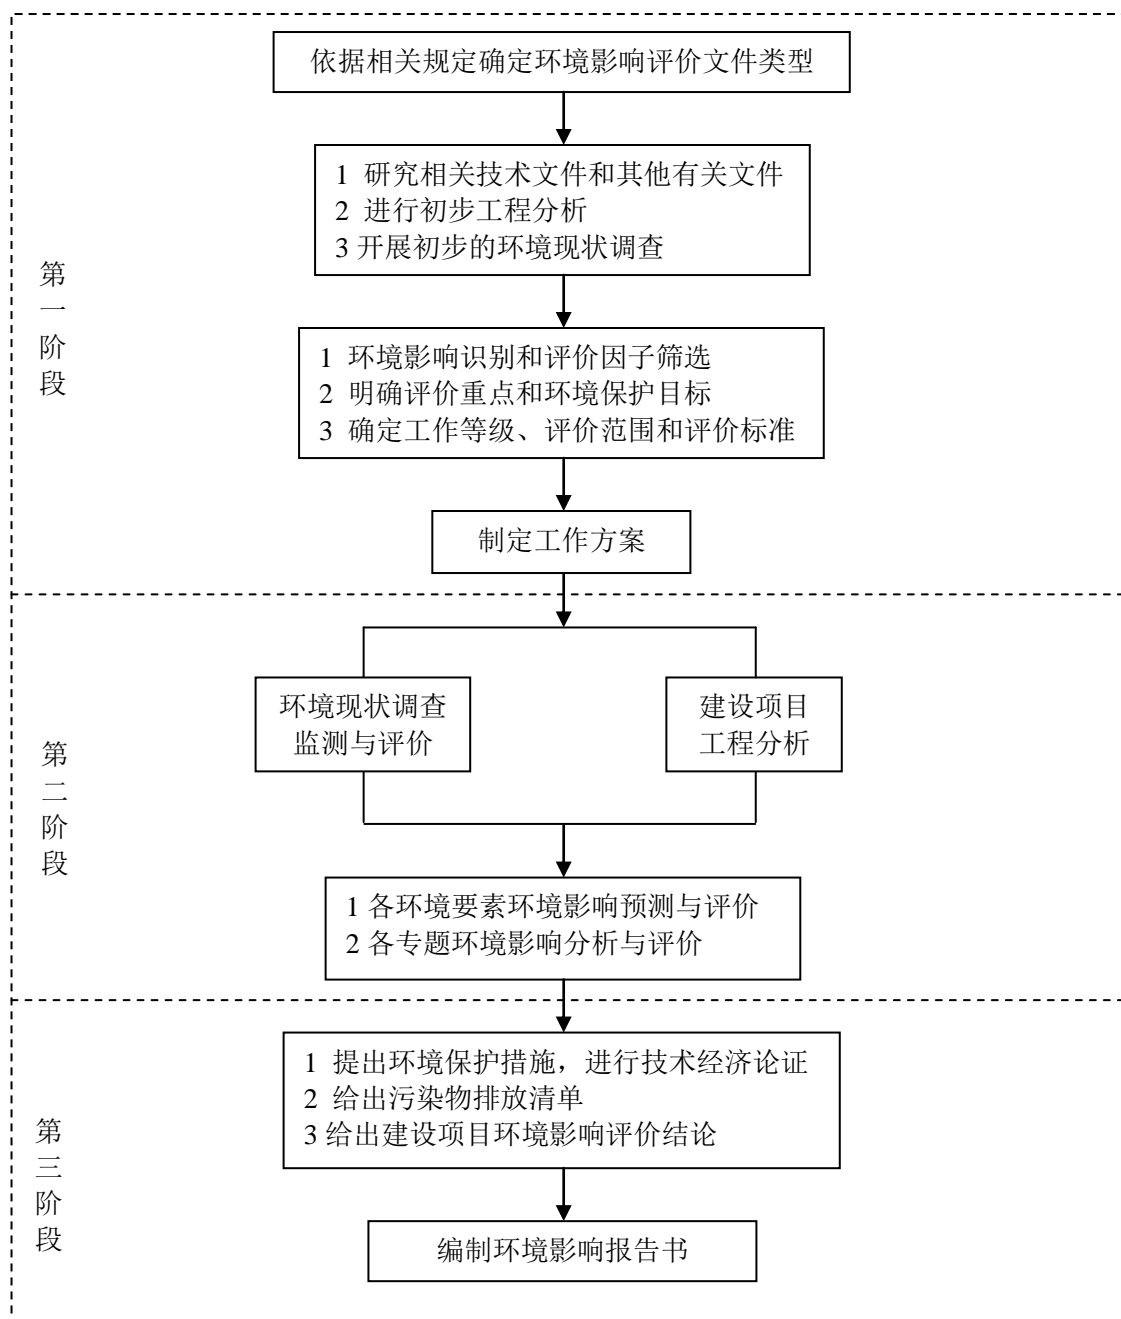 依据相关规定确定环境影响评价文件类型
1 研究相关技术文件和其他有关文件
2 进行初步工程分析
3 开展初步的环境现状调查
第一阶段
1 环境影响识别和评价因子筛选
2 明确评价重点和环境保护目标
3 确定工作等级、评价范围和评价标准
制定工作方案
环境现状调查
监测与评价
建设项目
工程分析
第二阶段
1 各环境要素环境影响预测与评价
2 各专题环境影响分析与评价
1 提出环境保护措施，进行技术经济论证
2 给出污染物排放清单
3 给出建设项目环境影响评价结论
第三阶段
编制环境影响报告书